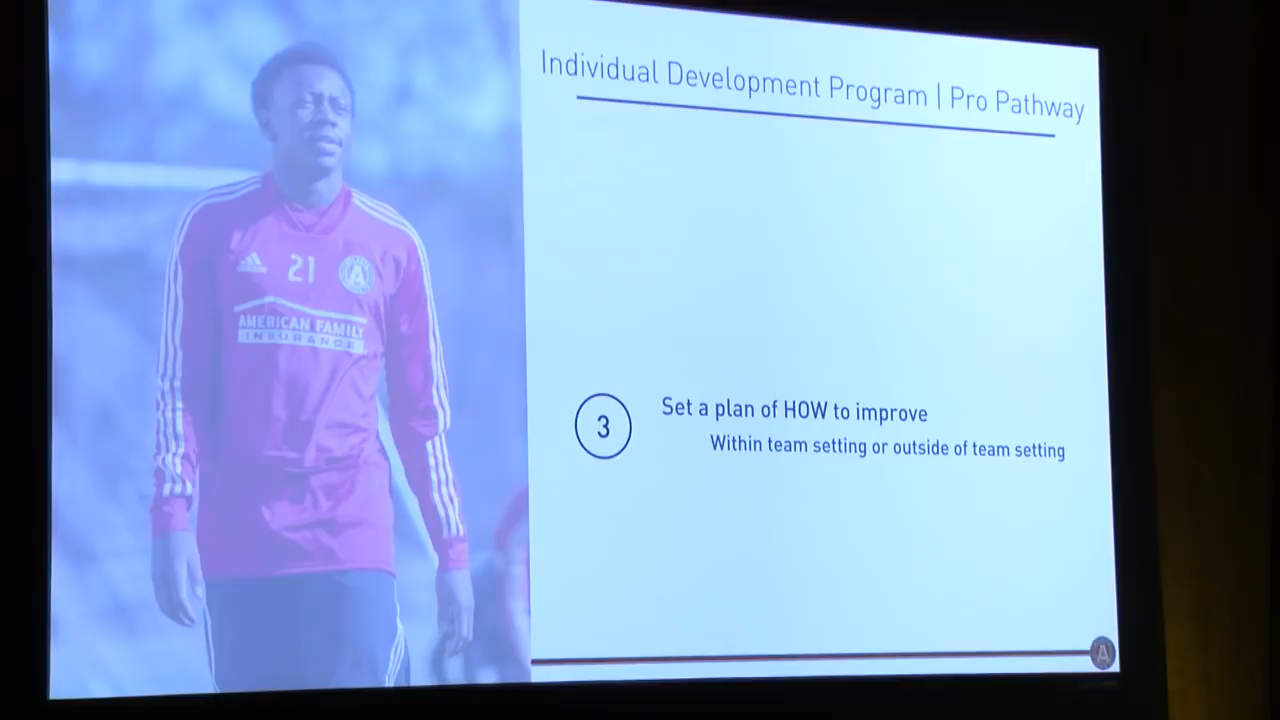 Individual Development Program | Pro Pathway
21
A
AMERICAN FAMILY
INSURANCE
3
Set a plan of HOW to improve
Within team setting or outside of team setting
A